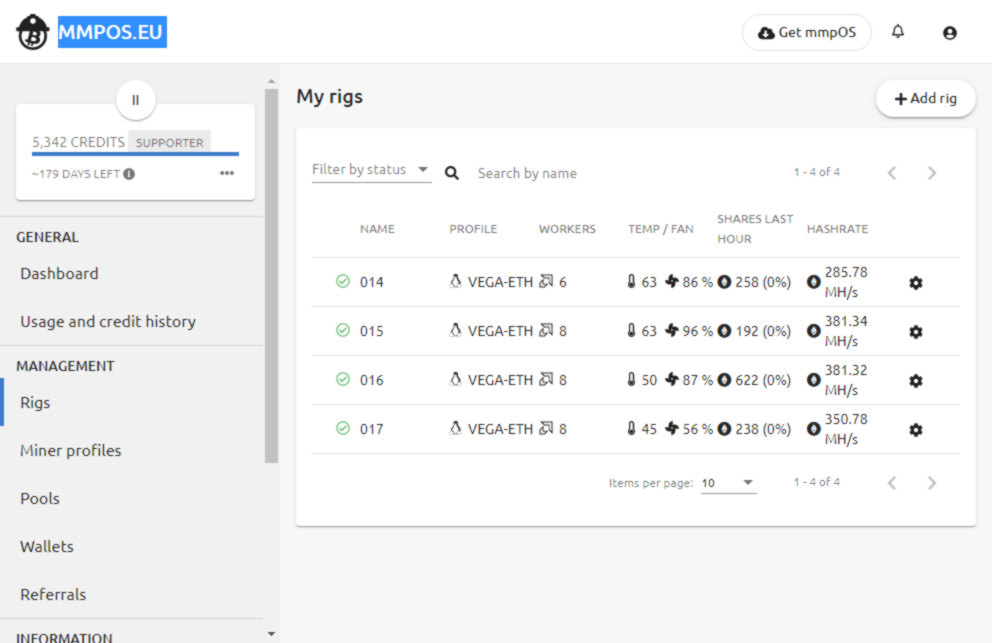 MMPOS.EU
Get mmpOS
5,342 CREDITS SUPPORTER
~179 DAYS LEFT
GENERAL
Dashboard
Usage and credit history
MANAGEMENT
Rigs
Miner profiles
Pools
Wallets
Referrals
INFORMATION
My rigs
Add rig
Filter by status Search by name 1 - 4 of 4
NAME PROFILE WORKERS TEMP / FAN SHARES LAST HOUR HASHRATE
014 VEGA-ETH 6 63 86 % 258 (0%) 285.78 MH/s
015 VEGA-ETH 8 63 96 % 192 (0%) 381.34 MH/s
016 VEGA-ETH 8 50 87 % 622 (0%) 381.32 MH/s
017 VEGA-ETH 8 45 56 % 238 (0%) 350.78 MH/s
Items per page: 10 1 - 4 of 4